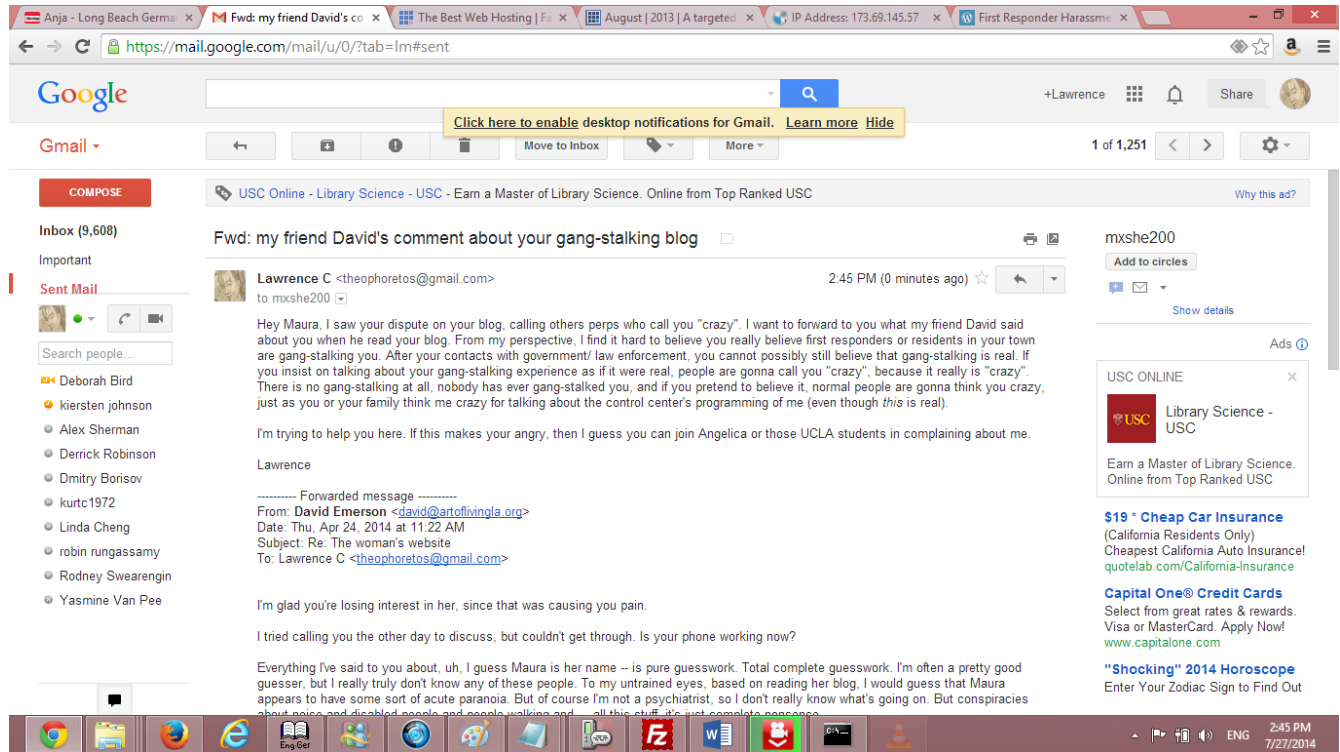 Anja - Long Beach Germa
Fwd: my friend David's co
The Best Web Hosting | Fa
August | 2013 | A targeted
IP Address: 173.69.145.57
First Responder Harassme
https://mail.google.com/mail/u/0/?tab=lm#sent
Google
+Lawrence
Share
Click here to enable desktop notifications for Gmail. Learn more Hide
Gmail
Move to Inbox
More
1 of 1,251
COMPOSE
USC Online - Library Science - USC - Earn a Master of Library Science. Online from Top Ranked USC
Why this ad?
Inbox (9,608)
Important
Sent Mail
Search people...
Deborah Bird
kiersten johnson
Alex Sherman
Derrick Robinson
Dmitry Borisov
kurtc1972
Linda Cheng
robin rungassamy
Rodney Swearengin
Yasmine Van Pee
Fwd: my friend David's comment about your gang-stalking blog
Lawrence C <theophoretos@gmail.com>
2:45 PM (0 minutes ago)
to mxshe200
Hey Maura, I saw your dispute on your blog, calling others perps who call you "crazy". I want to forward to you what my friend David said
about you when he read your blog. From my perspective, I find it hard to believe you really believe first responders or residents in your town
are gang-stalking you. After your contacts with government/ law enforcement, you cannot possibly still believe that gang-stalking is real. If
you insist on talking about your gang-stalking experience as if it were real, people are gonna call you "crazy", because it really is "crazy".
There is no gang-stalking at all, nobody has ever gang-stalked you, and if you pretend to believe it, normal people are gonna think you crazy,
just as you or your family think me crazy for talking about the control center's programming of me (even though this is real).
I'm trying to help you here. If this makes your angry, then I guess you can join Angelica or those UCLA students in complaining about me.
Lawrence
---------- Forwarded message ----------
From: David Emerson <david@artoflivingla.org>
Date: Thu, Apr 24, 2014 at 11:22 AM
Subject: Re: The woman's website
To: Lawrence C <theophoretos@gmail.com>
I'm glad you're losing interest in her, since that was causing you pain.
I tried calling you the other day to discuss, but couldn't get through. Is your phone working now?
Everything I've said to you about, uh, I guess Maura is her name -- is pure guesswork. Total complete guesswork. I'm often a pretty good
guesser, but I really truly don't know any of these people. To my untrained eyes, based on reading her blog, I would guess that Maura
appears to have some sort of acute paranoia. But of course I'm not a psychiatrist, so I don't really know what's going on. But conspiracies
about noise and disabled people and people walking and ... all this stuff, it's just complete nonsense.
mxshe200
Add to circles
Show details
Ads
USC ONLINE
USC
Library Science -
USC
Earn a Master of Library Science.
Online from Top Ranked USC
$19 * Cheap Car Insurance
(California Residents Only)
Cheapest California Auto Insurance!
quotelab.com/California-Insurance
Capital One® Credit Cards
Select from great rates & rewards.
Visa or MasterCard. Apply Now!
www.capitalone.com
"Shocking" 2014 Horoscope
Enter Your Zodiac Sign to Find Out
Eng Ger
ENG
2:45 PM
7/27/2014